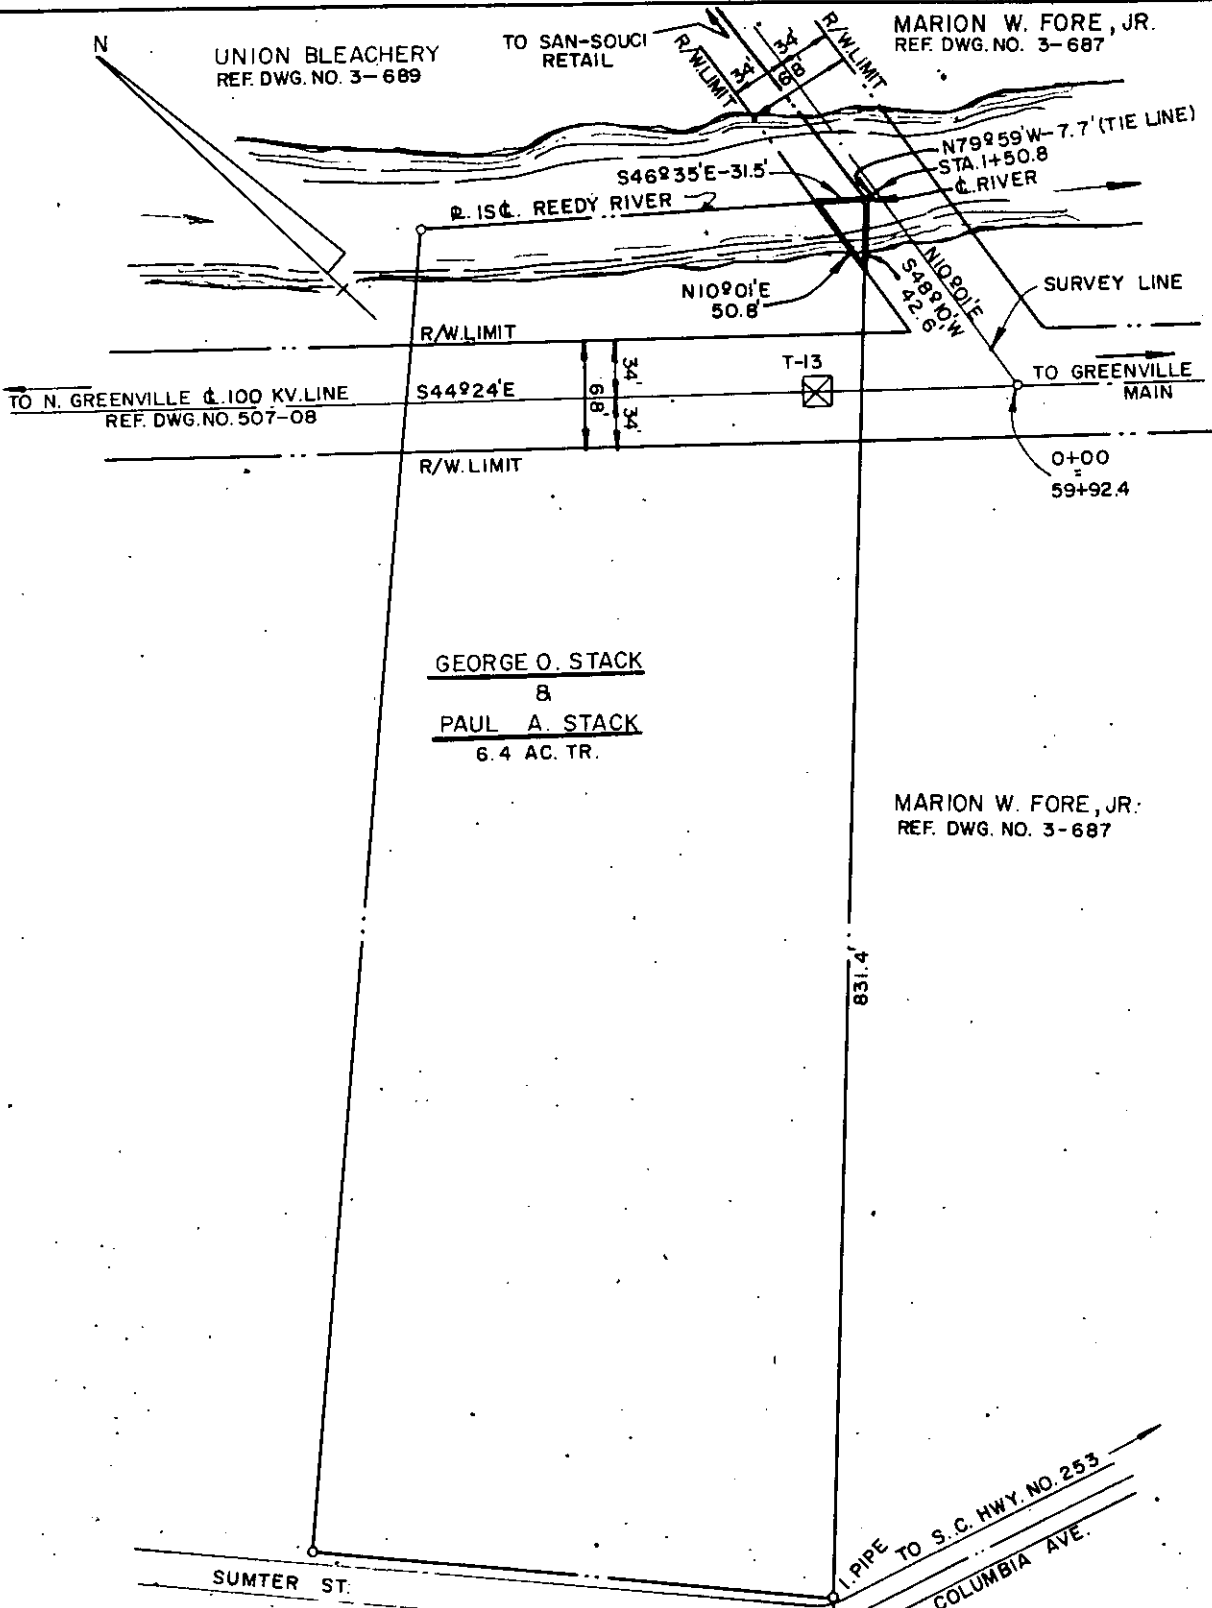 N
UNION BLEACHERY
REF. DWG. NO. 3-689
TO SAN-SOUCI
RETAIL
R/W. LIMIT
34'
34'
68'
R/W. LIMIT
MARION W. FORE, JR.
REF. DWG. NO. 3-687
N79°59'W-7.7' (TIE LINE)
STA. 1+50.8
℄ RIVER
S46°35'E-31.5'
℄ IS ℄. REEDY RIVER
N10°01'E
50.8'
N10°01'E
S48°10'W
42.6'
SURVEY LINE
R/W. LIMIT
TO N. GREENVILLE ℄ 100 KV. LINE
REF. DWG. NO. 507-08
S44°24'E
34'
68'
34'
T-13
TO GREENVILLE
MAIN
R/W. LIMIT
0+00
=
59+92.4
GEORGE O. STACK
&
PAUL A. STACK
6.4 AC. TR.
MARION W. FORE, JR.
REF. DWG. NO. 3-687
831.4'
I. PIPE
TO S.C. HWY. NO. 253
COLUMBIA AVE.
SUMTER ST.